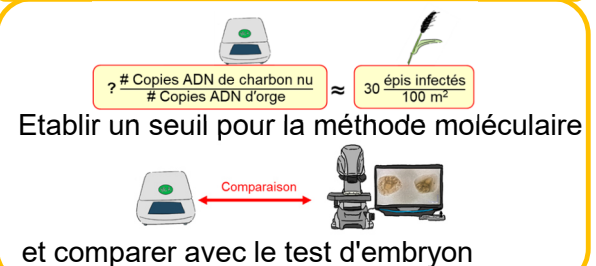 ? # Copies ADN de charbon nu / # Copies ADN d'orge ≈ 30 épis infectés / 100 m²
Etablir un seuil pour la méthode moléculaire
Comparaison
et comparer avec le test d'embryon